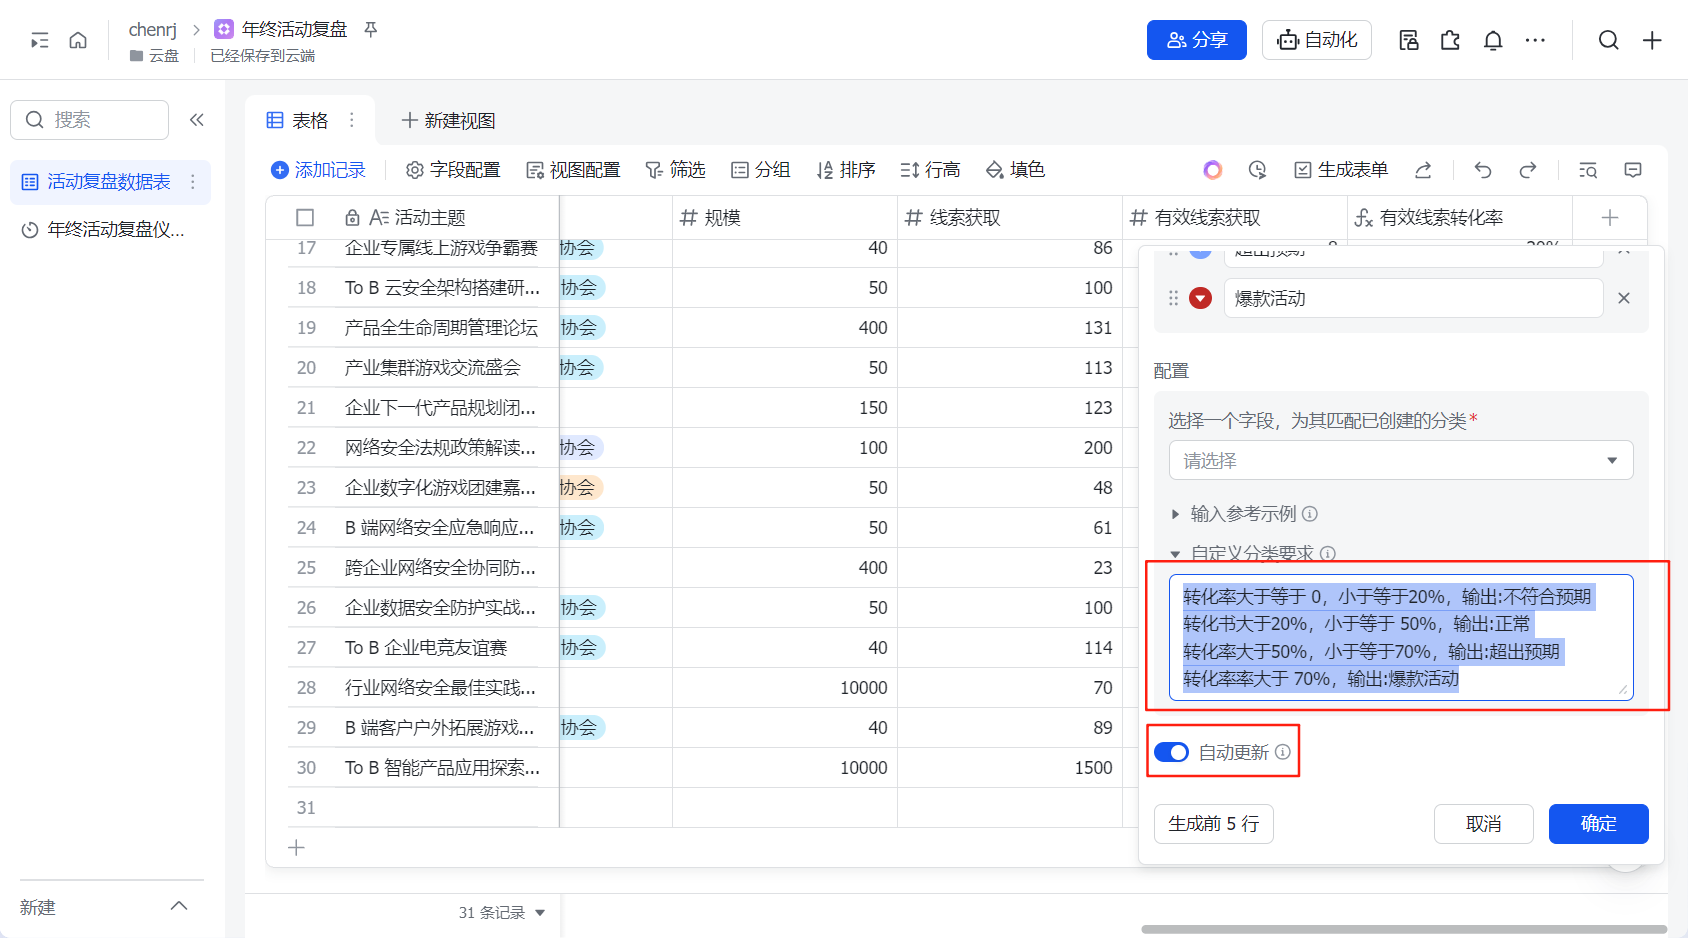 chenrj
年终活动复盘
云盘
已经保存到云端
分享
自动化
搜索
活动复盘数据表
年终活动复盘仪...
表格
新建视图
添加记录
字段配置
视图配置
筛选
分组
排序
行高
填色
生成表单
活动主题
规模
线索获取
有效线索获取
有效线索转化率
17 企业专属线上游戏争霸赛 协会 40 86
18 To B 云安全架构搭建研... 协会 50 100
19 产品全生命周期管理论坛 协会 400 131
20 产业集群游戏交流盛会 协会 50 113
21 企业下一代产品规划闭... 150 123
22 网络安全法规政策解读... 协会 100 200
23 企业数字化游戏团建嘉... 协会 50 48
24 B 端网络安全应急响应... 协会 50 61
25 跨企业网络安全协同防... 400 23
26 企业数据安全防护实战... 协会 50 100
27 To B 企业电竞友谊赛 协会 40 114
28 行业网络安全最佳实践... 10000 70
29 B 端客户户外拓展游戏... 协会 40 89
30 To B 智能产品应用探索... 10000 1500
31
超出预期
爆款活动
配置
选择一个字段，为其匹配已创建的分类*
请选择
输入参考示例
自定义分类要求
转化率大于等于 0，小于等于20%，输出:不符合预期
转化书大于20%，小于等于 50%，输出:正常
转化率大于50%，小于等于70%，输出:超出预期
转化率率大于 70%，输出:爆款活动
自动更新
生成前 5 行
取消
确定
新建
31 条记录